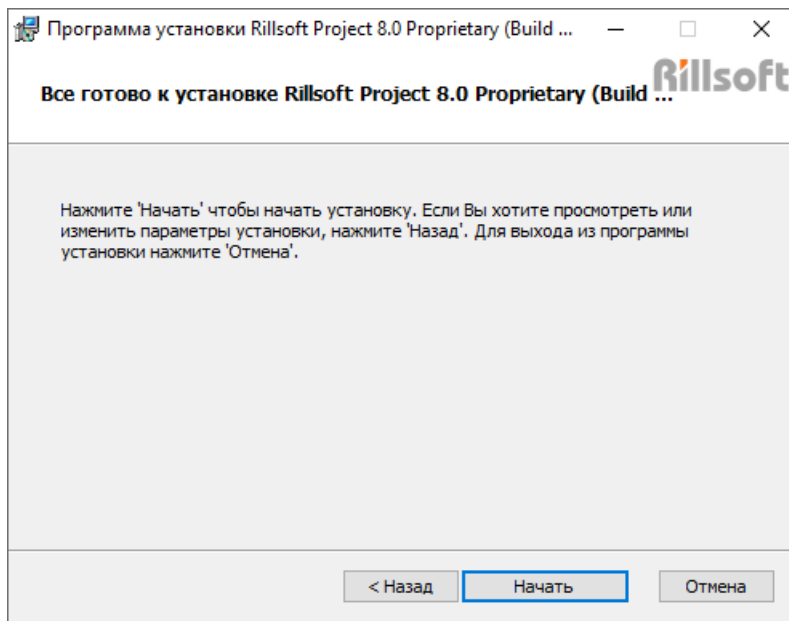 Программа установки Rillsoft Project 8.0 Proprietary (Build ...
Rillsoft
Все готово к установке Rillsoft Project 8.0 Proprietary (Build ...
Нажмите 'Начать' чтобы начать установку. Если Вы хотите просмотреть или
изменить параметры установки, нажмите 'Назад'. Для выхода из программы
установки нажмите 'Отмена'.
< Назад
Начать
Отмена